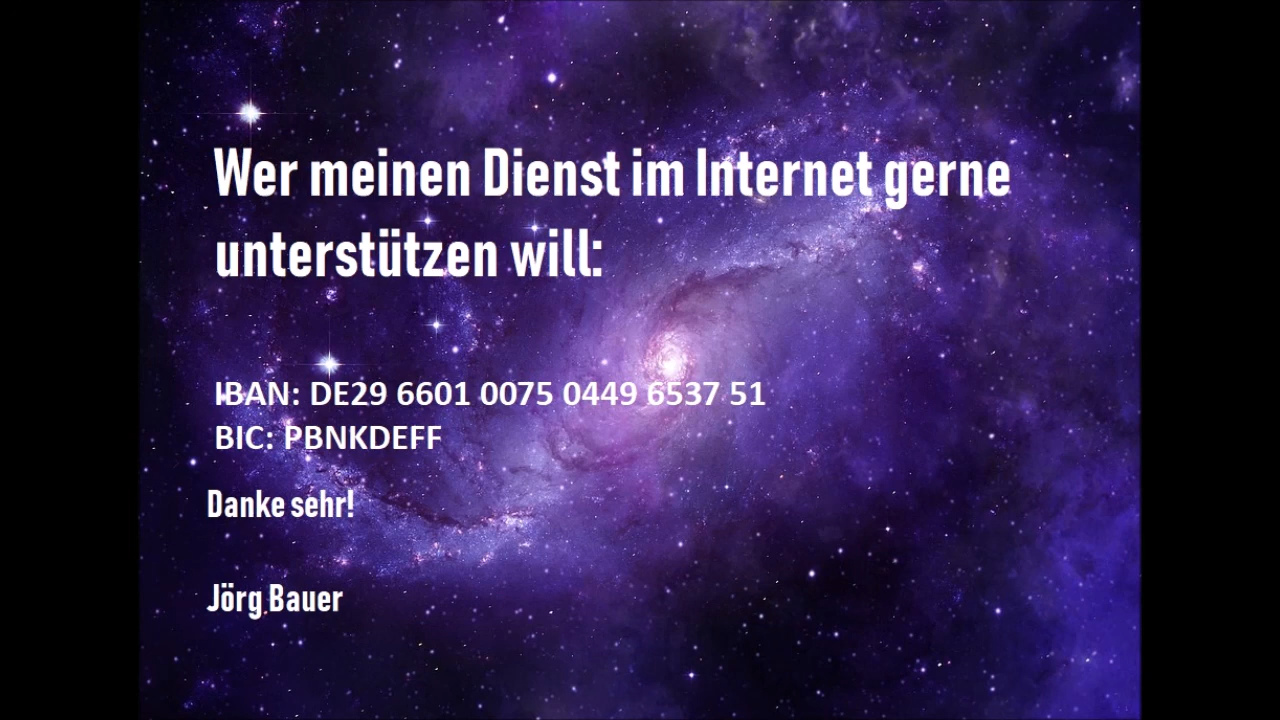 Wer meinen Dienst im Internet gerne
unterstützen will:
IBAN: DE29 6601 0075 0449 6537 51
BIC: PBNKDEFF
Danke sehr!
Jörg Bauer